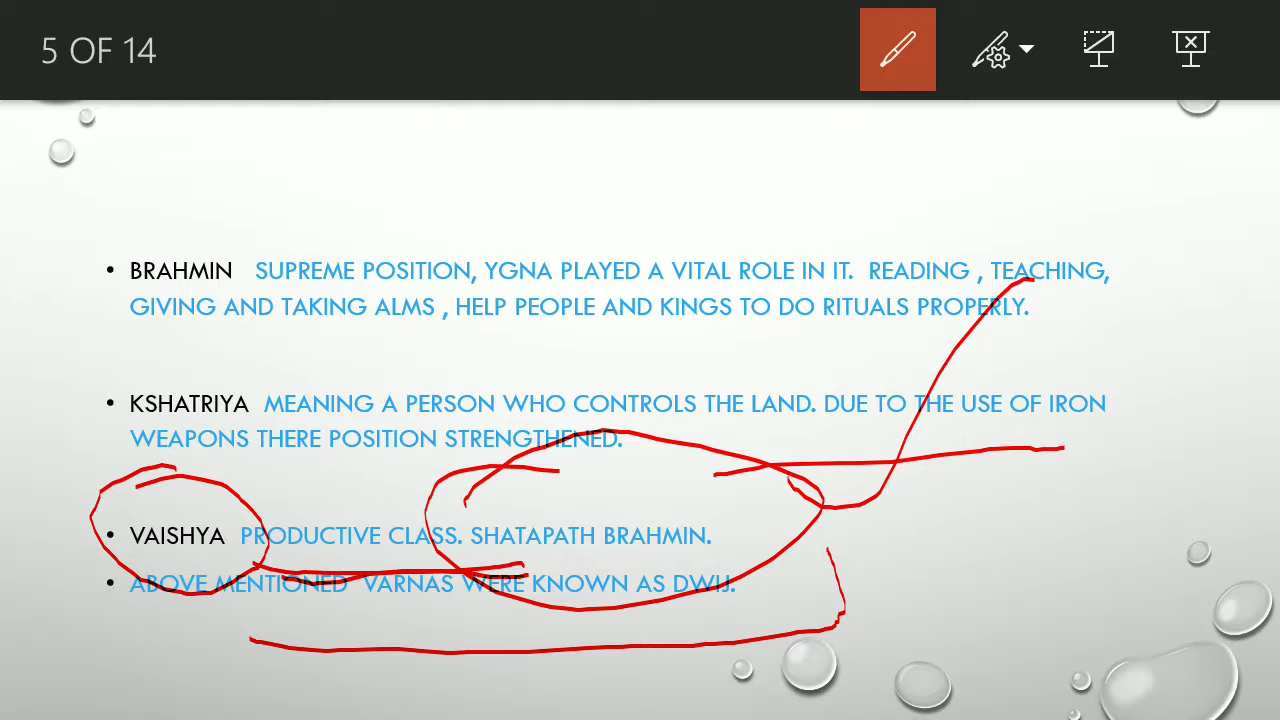 5 OF 14
• BRAHMIN SUPREME POSITION, YGNA PLAYED A VITAL ROLE IN IT. READING , TEACHING,
GIVING AND TAKING ALMS , HELP PEOPLE AND KINGS TO DO RITUALS PROPERLY.
• KSHATRIYA MEANING A PERSON WHO CONTROLS THE LAND. DUE TO THE USE OF IRON
WEAPONS THERE POSITION STRENGTHENED.
• VAISHYA PRODUCTIVE CLASS. SHATAPATH BRAHMIN.
• ABOVE MENTIONED VARNAS WERE KNOWN AS DWIJ.